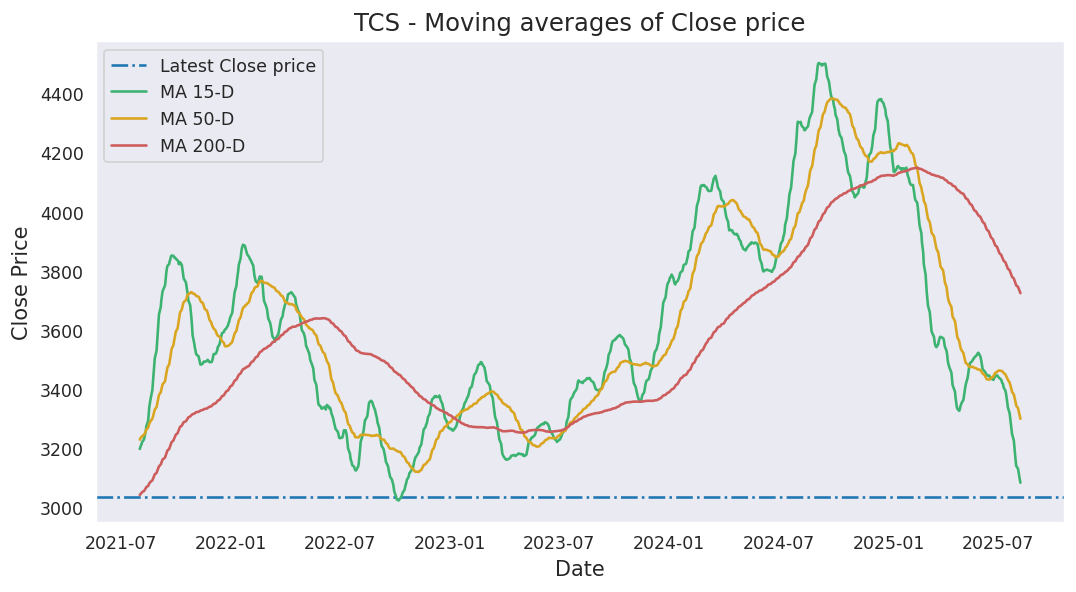 TCS - Moving averages of Close price
Latest Close price
MA 15-D
MA 50-D
MA 200-D
Close Price
4400
4200
4000
3800
3600
3400
3200
3000
2021-07 2022-01 2022-07 2023-01 2023-07 2024-01 2024-07 2025-01 2025-07
Date